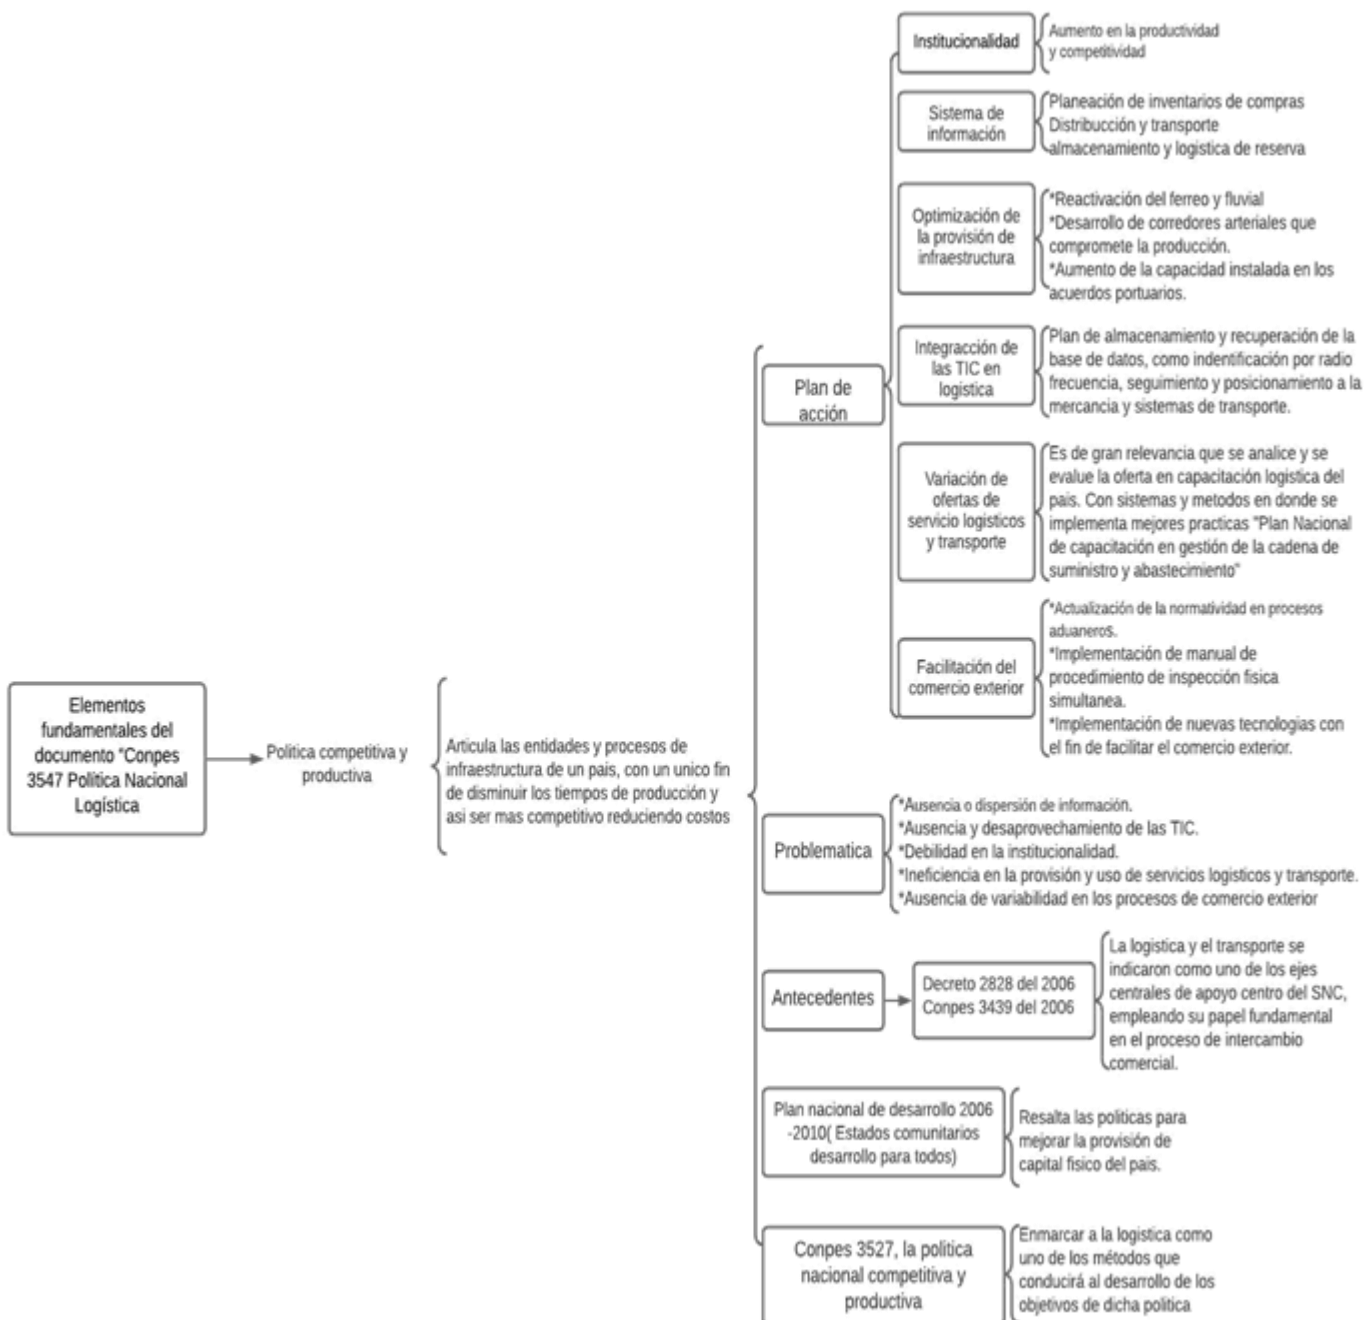 Elementos
fundamentales del
documento "Conpes
3547 Política Nacional
Logística
Politica competitiva y
productiva
Articula las entidades y procesos de
infraestructura de un pais, con un unico fin
de disminuir los tiempos de producción y
asi ser mas competitivo reduciendo costos
Plan de
acción
Institucionalidad
Aumento en la productividad
y competitividad
Sistema de
información
Planeación de inventarios de compras
Distribucción y transporte
almacenamiento y logistica de reserva
Optimización de
la provisión de
infraestructura
*Reactivación del ferreo y fluvial
*Desarrollo de corredores arteriales que
compromete la producción.
*Aumento de la capacidad instalada en los
acuerdos portuarios.
Integracción de
las TIC en
logistica
Plan de almacenamiento y recuperación de la
base de datos, como indentificación por radio
frecuencia, seguimiento y posicionamiento a la
mercancia y sistemas de transporte.
Variación de
ofertas de
servicio logisticos
y transporte
Es de gran relevancia que se analice y se
evalue la oferta en capacitación logistica del
pais. Con sistemas y metodos en donde se
implementa mejores practicas "Plan Nacional
de capacitación en gestión de la cadena de
suministro y abastecimiento"
Facilitación del
comercio exterior
*Actualización de la normatividad en procesos
aduaneros.
*Implementación de manual de
procedimiento de inspección fisica
simultanea.
*Implementación de nuevas tecnologias con
el fin de facilitar el comercio exterior.
Problematica
*Ausencia o dispersión de información.
*Ausencia y desaprovechamiento de las TIC.
*Debilidad en la institucionalidad.
*Ineficiencia en la provisión y uso de servicios logisticos y transporte.
*Ausencia de variabilidad en los procesos de comercio exterior
Antecedentes
Decreto 2828 del 2006
Conpes 3439 del 2006
La logistica y el transporte se
indicaron como uno de los ejes
centrales de apoyo centro del SNC,
empleando su papel fundamental
en el proceso de intercambio
comercial.
Plan nacional de desarrollo 2006
-2010( Estados comunitarios
desarrollo para todos)
Resalta las politicas para
mejorar la provisión de
capital fisico del pais.
Conpes 3527, la politica
nacional competitiva y
productiva
Enmarcar a la logistica como
uno de los métodos que
conducirá al desarrollo de los
objetivos de dicha politica